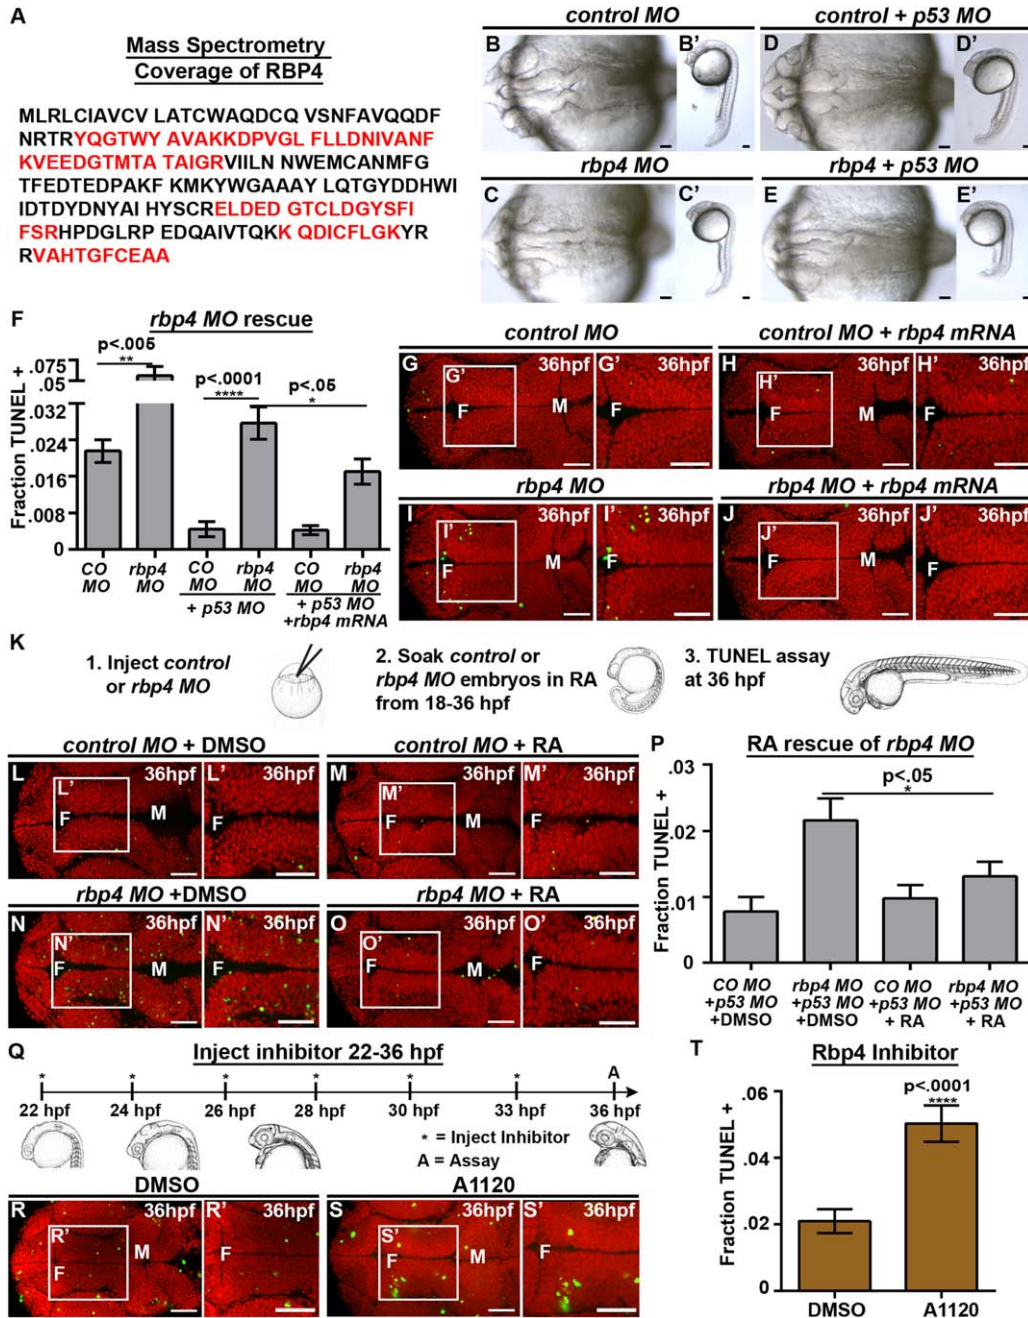 A
Mass Spectrometry
Coverage of RBP4
MLRLCIAVCV LATCWAQDCQ VSNFAVQQDF
NRTRYQGTWY AVAKKDPVGL FLLDNIVANF
KVEEDGTMTA TAIGRVIILN NWEMCANMFG
TFEDTEDPAKF KMKYWGAAAY LQTGYDDHWI
IDTDYDNYAI HYSCRELDED GTCLDGYSFI
FSRHPDGLRP EDQAIVTQKK QDICFLGKYR
RVAHTGFCEAA
control MO
control + p53 MO
B
B’
D
D’
rbp4 MO
rbp4 + p53 MO
C
C’
E
E’
F
rbp4 MO rescue
p<.005
**
p<.0001
****
p<.05
*
Fraction TUNEL +
.075
.05
.032
.024
.016
.008
0
CO MO
rbp4 MO
CO MO
rbp4 MO
CO MO
rbp4 MO
+ p53 MO
+ p53 MO
+rbp4 mRNA
control MO
control MO + rbp4 mRNA
G
36hpf
G’
F
M
G’
36hpf
F
H
36hpf
H’
F
M
H’
36hpf
F
rbp4 MO
rbp4 MO + rbp4 mRNA
I
36hpf
I’
F
M
I’
36hpf
F
J
36hpf
J’
F
M
J’
36hpf
F
K
1. Inject control
or rbp4 MO
2. Soak control or
rbp4 MO embryos in RA
from 18-36 hpf
3. TUNEL assay
at 36 hpf
control MO + DMSO
control MO + RA
L
36hpf
L’
F
M
L’
36hpf
F
M
36hpf
M’
F
M
M’
36hpf
F
rbp4 MO +DMSO
rbp4 MO + RA
N
36hpf
N’
F
M
N’
36hpf
F
O
36hpf
O’
F
M
O’
36hpf
F
P
RA rescue of rbp4 MO
p<.05
*
Fraction TUNEL +
.03
.02
.01
0
CO MO
+p53 MO
+DMSO
rbp4 MO
+p53 MO
+DMSO
CO MO
+p53 MO
+ RA
rbp4 MO
+p53 MO
+ RA
Q
Inject inhibitor 22-36 hpf
* * * * * * A
22 hpf 24 hpf 26 hpf 28 hpf 30 hpf 33 hpf 36 hpf
* = Inject Inhibitor
A = Assay
DMSO
A1120
R
36hpf
R’
F
M
R’
36hpf
F
S
36hpf
S’
F
M
S’
36hpf
F
T
Rbp4 Inhibitor
p<.0001
****
Fraction TUNEL +
.06
.04
.02
0
DMSO
A1120